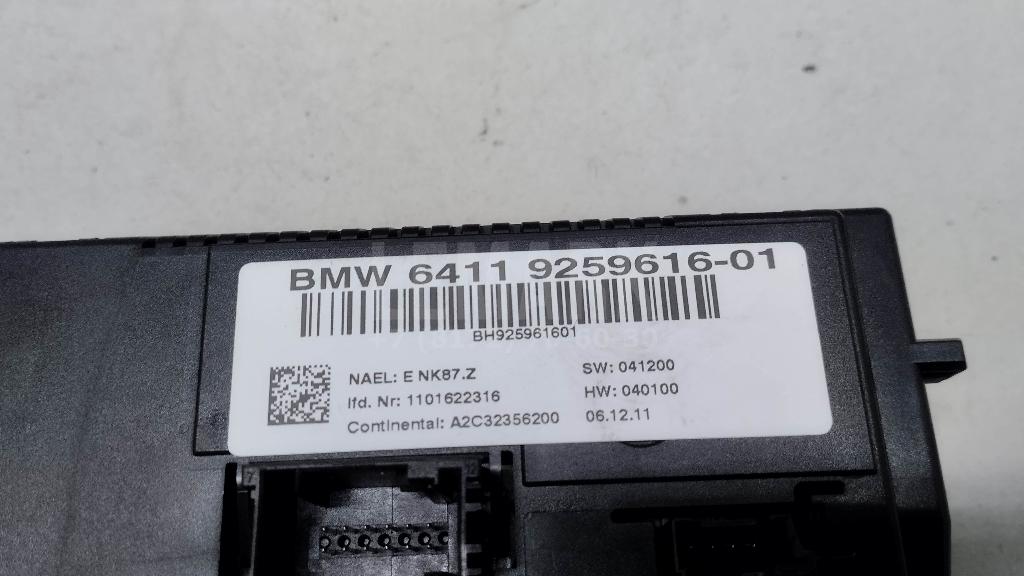 BMW 6411 9259616-01
BH925961601
NAEL: E NK87.Z
SW: 041200
lfd. Nr: 1101622316
HW: 040100
Continental: A2C32356200
06.12.11